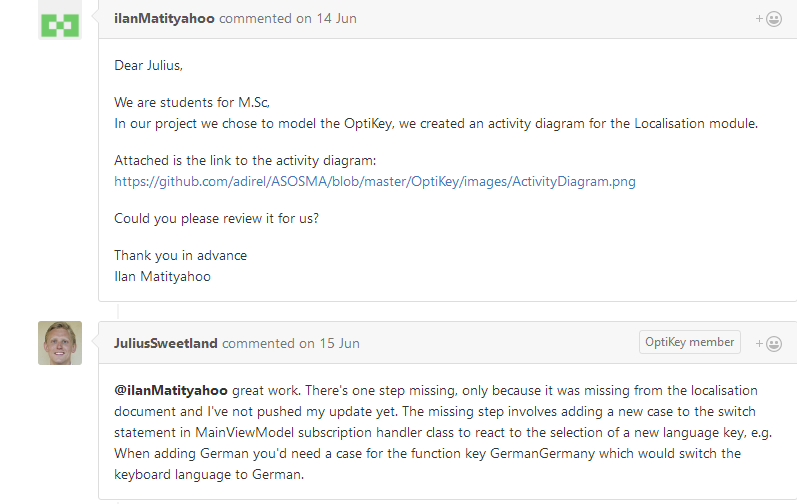 ilanMatityahoo commented on 14 Jun
Dear Julius,
We are students for M.Sc,
In our project we chose to model the OptiKey, we created an activity diagram for the Localisation module.
Attached is the link to the activity diagram:
https://github.com/adirel/ASOSMA/blob/master/OptiKey/images/ActivityDiagram.png
Could you please review it for us?
Thank you in advance
Ilan Matityahoo
JuliusSweetland commented on 15 Jun
OptiKey member
@ilanMatityahoo great work. There's one step missing, only because it was missing from the localisation
document and I've not pushed my update yet. The missing step involves adding a new case to the switch
statement in MainViewModel subscription handler class to react to the selection of a new language key, e.g.
When adding German you'd need a case for the function key GermanGermany which would switch the
keyboard language to German.